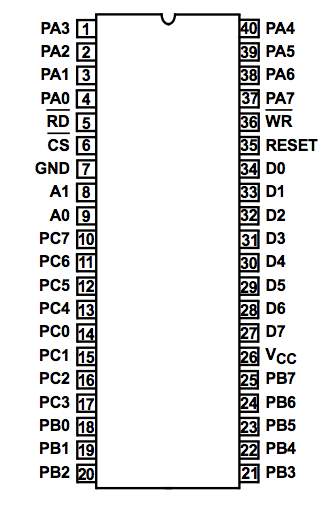 PA3 1 40 PA4
PA2 2 39 PA5
PA1 3 38 PA6
PA0 4 37 PA7
R̅D̅ 5 36 W̅R̅
C̅S̅ 6 35 RESET
GND 7 34 D0
A1 8 33 D1
A0 9 32 D2
PC7 10 31 D3
PC6 11 30 D4
PC5 12 29 D5
PC4 13 28 D6
PC0 14 27 D7
PC1 15 26 VCC
PC2 16 25 PB7
PC3 17 24 PB6
PB0 18 23 PB5
PB1 19 22 PB4
PB2 20 21 PB3